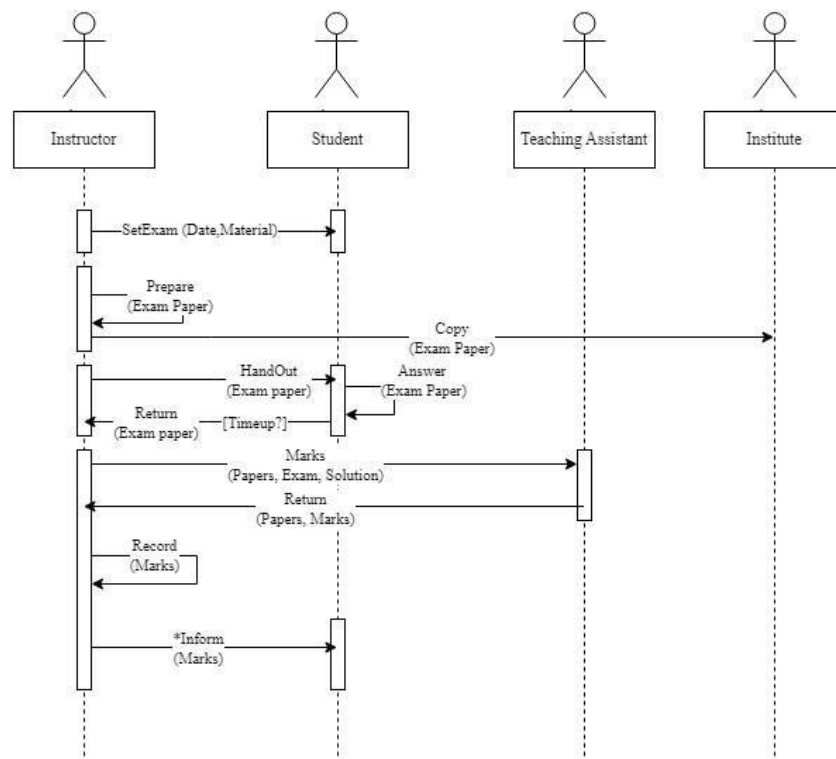 Instructor
Student
Teaching Assistant
Institute
SetExam (Date,Material)
Prepare
(Exam Paper)
Copy
(Exam Paper)
HandOut
(Exam paper)
Answer
(Exam Paper)
Return
(Exam paper)
[Timeup?]
Marks
(Papers, Exam, Solution)
Return
(Papers, Marks)
Record
(Marks)
*Inform
(Marks)